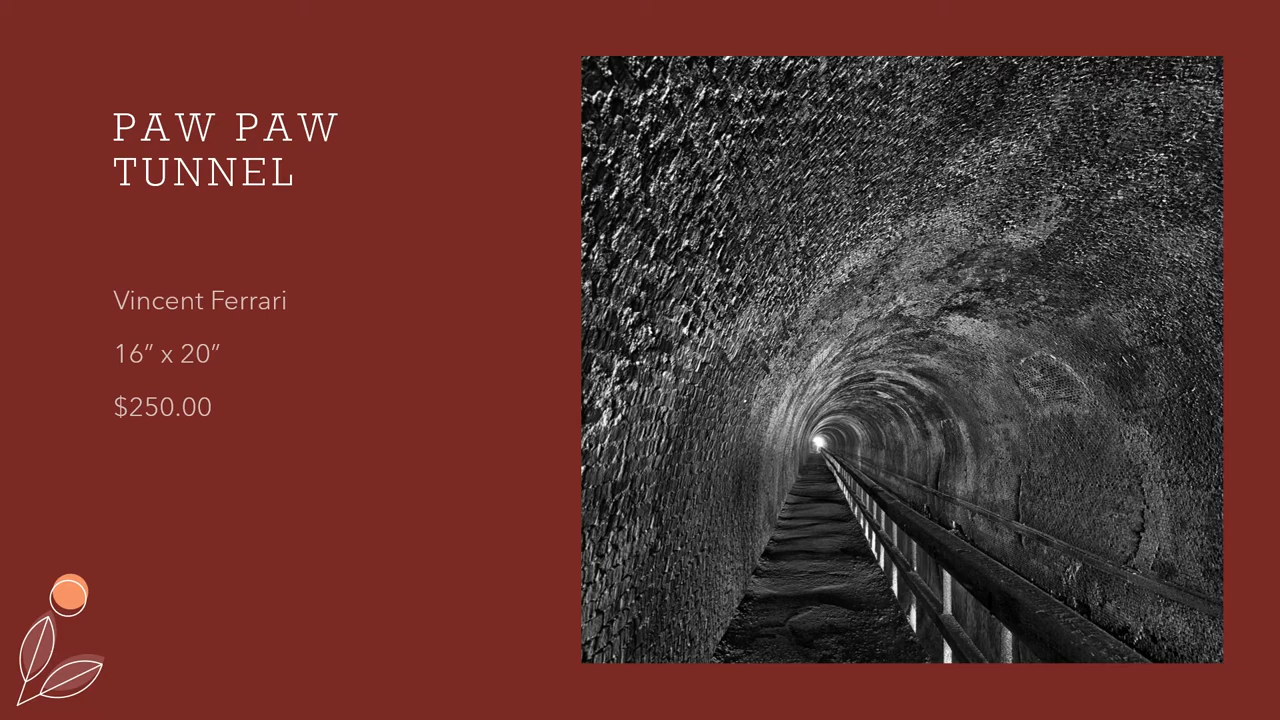 PAW PAW
TUNNEL
Vincent Ferrari
16” x 20”
$250.00